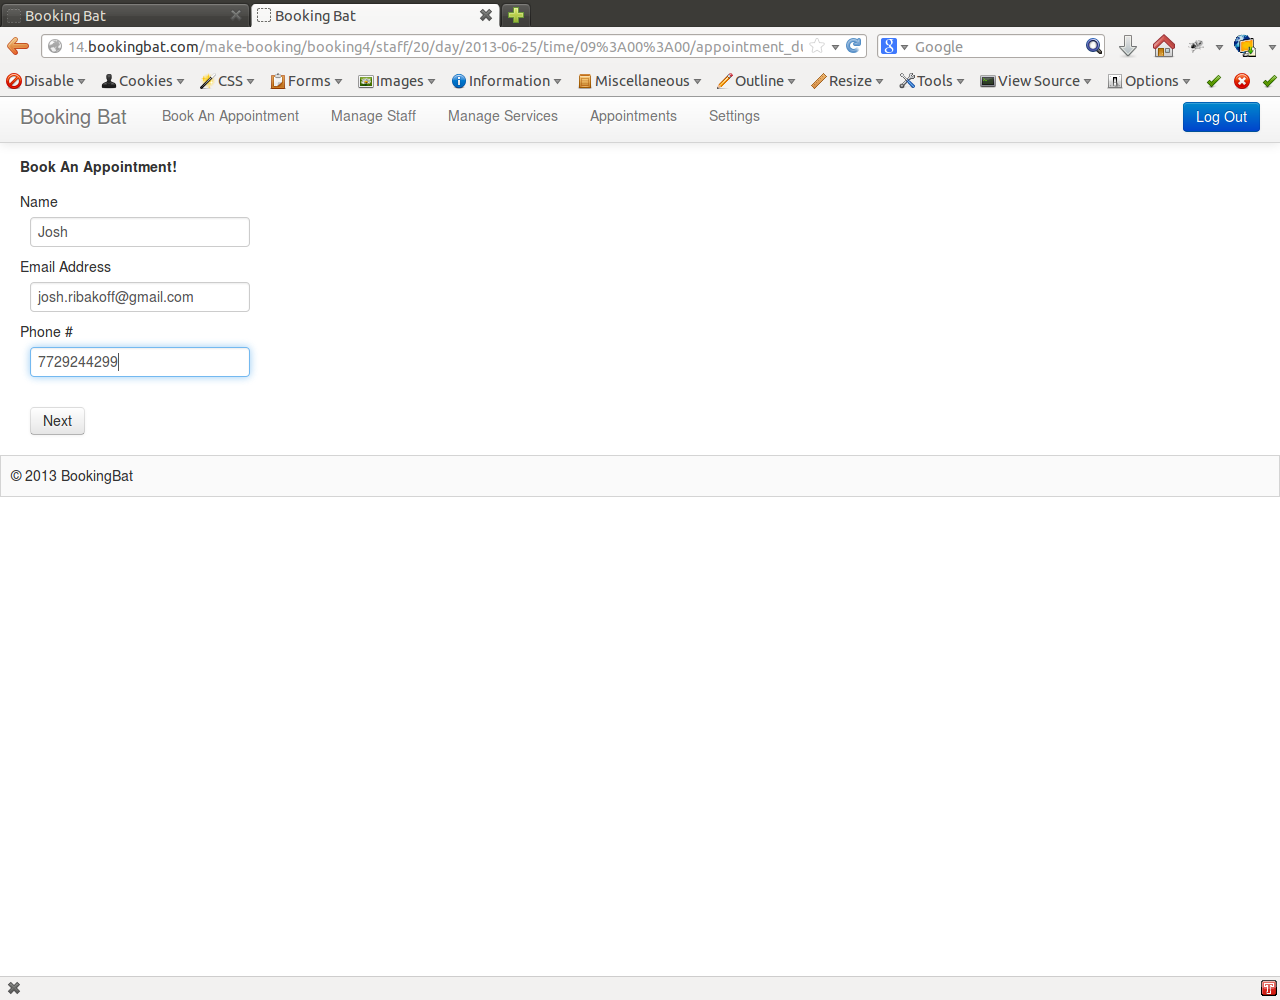 Booking Bat
Booking Bat
14.bookingbat.com/make-booking/booking4/staff/20/day/2013-06-25/time/09%3A00%3A00/appointment_du
Google
Disable Cookies CSS Forms Images Information Miscellaneous Outline Resize Tools View Source Options
Booking Bat Book An Appointment Manage Staff Manage Services Appointments Settings Log Out
Book An Appointment!
Name
Josh
Email Address
josh.ribakoff@gmail.com
Phone #
7729244299
Next
© 2013 BookingBat